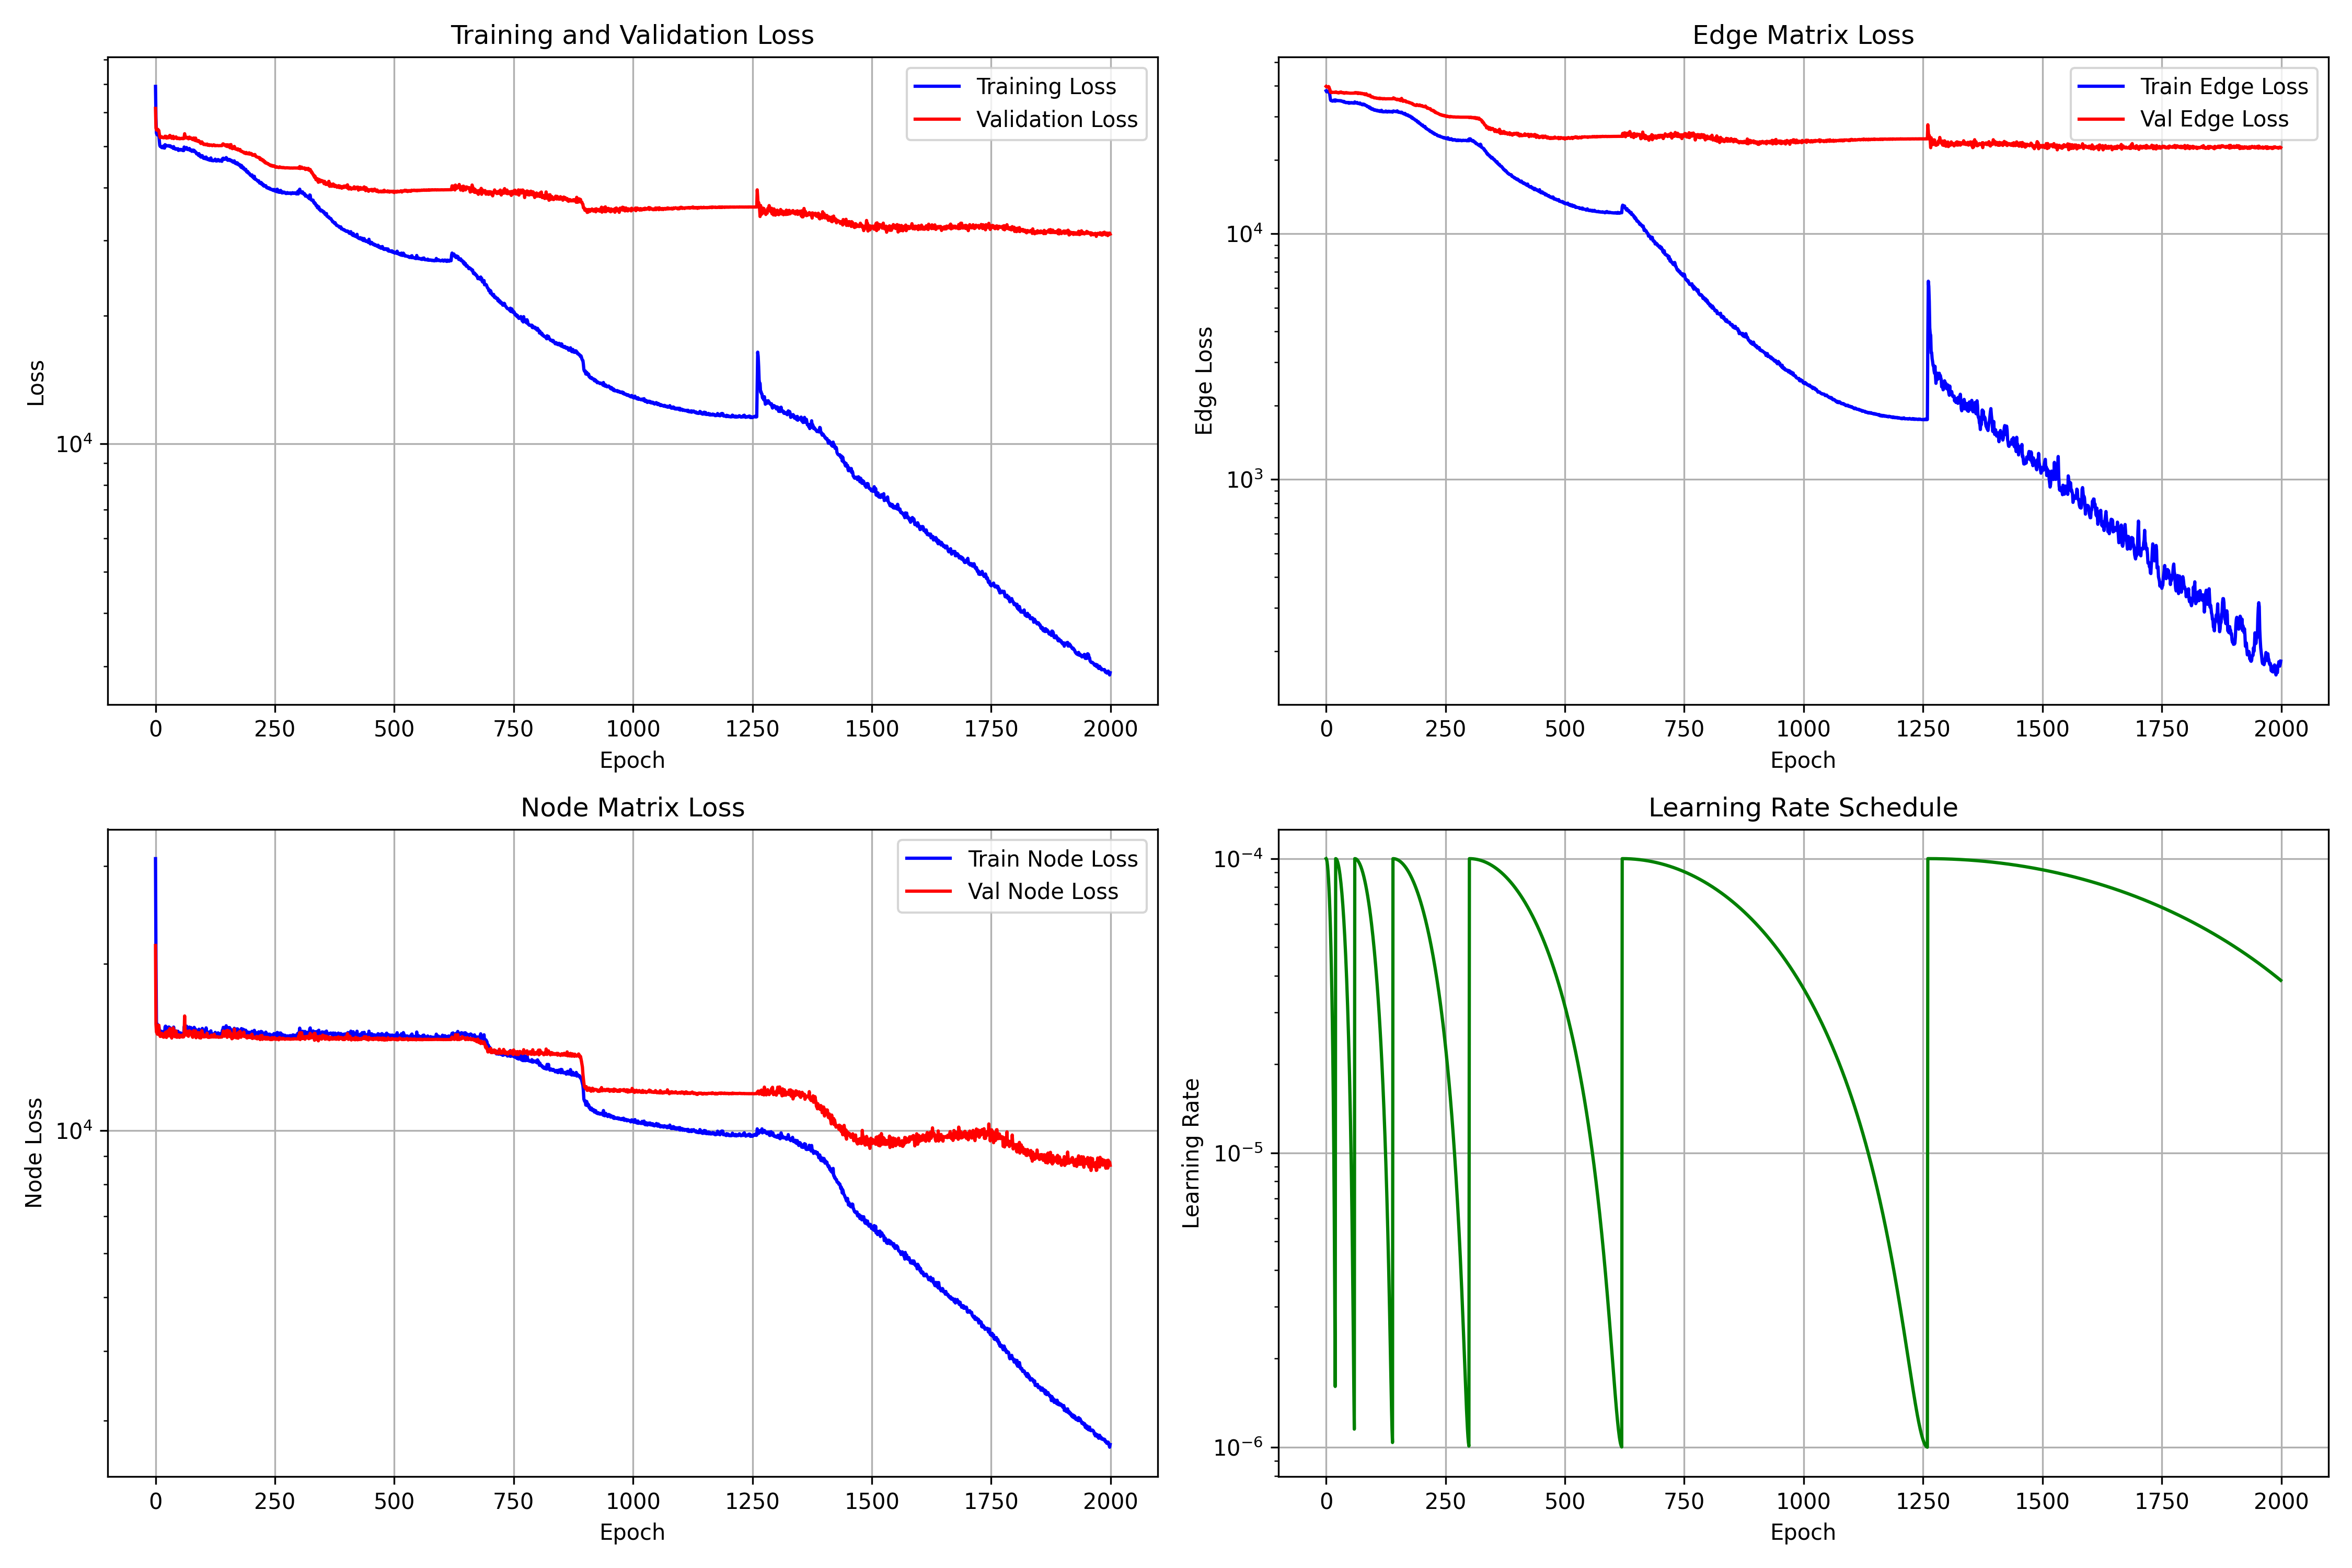 Training and Validation Loss
Training Loss
Validation Loss
Loss
10^4
0 250 500 750 1000 1250 1500 1750 2000
Epoch
Edge Matrix Loss
Train Edge Loss
Val Edge Loss
Edge Loss
10^4
10^3
0 250 500 750 1000 1250 1500 1750 2000
Epoch
Node Matrix Loss
Train Node Loss
Val Node Loss
Node Loss
10^4
0 250 500 750 1000 1250 1500 1750 2000
Epoch
Learning Rate Schedule
Learning Rate
10^−4
10^−5
10^−6
0 250 500 750 1000 1250 1500 1750 2000
Epoch